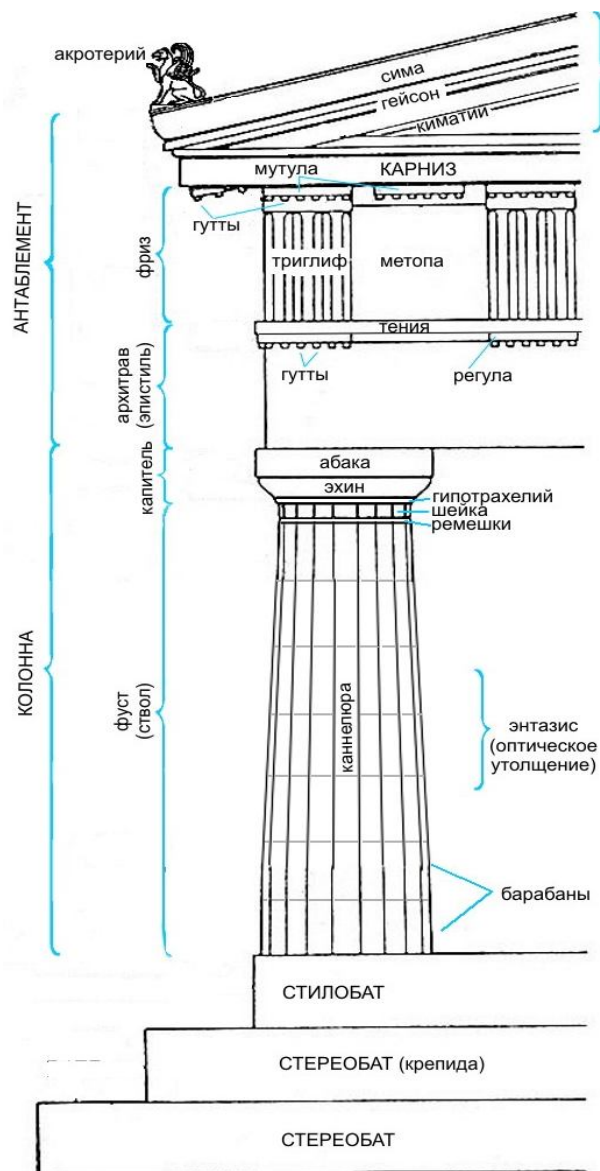 акротерий
сима
гейсон
киматий
мутула
КАРНИЗ
гутты
триглиф
метопа
тения
гутты
регула
АНТАБЛЕМЕНТ
фриз
архитрав
(эпистиль)
капитель
абака
эхин
гипотрахелий
шейка
ремешки
КОЛОННА
фуст
(ствол)
каннелюра
энтазис
(оптическое
утолщение)
барабаны
СТИЛОБАТ
СТЕРЕОБАТ (крепида)
СТЕРЕОБАТ